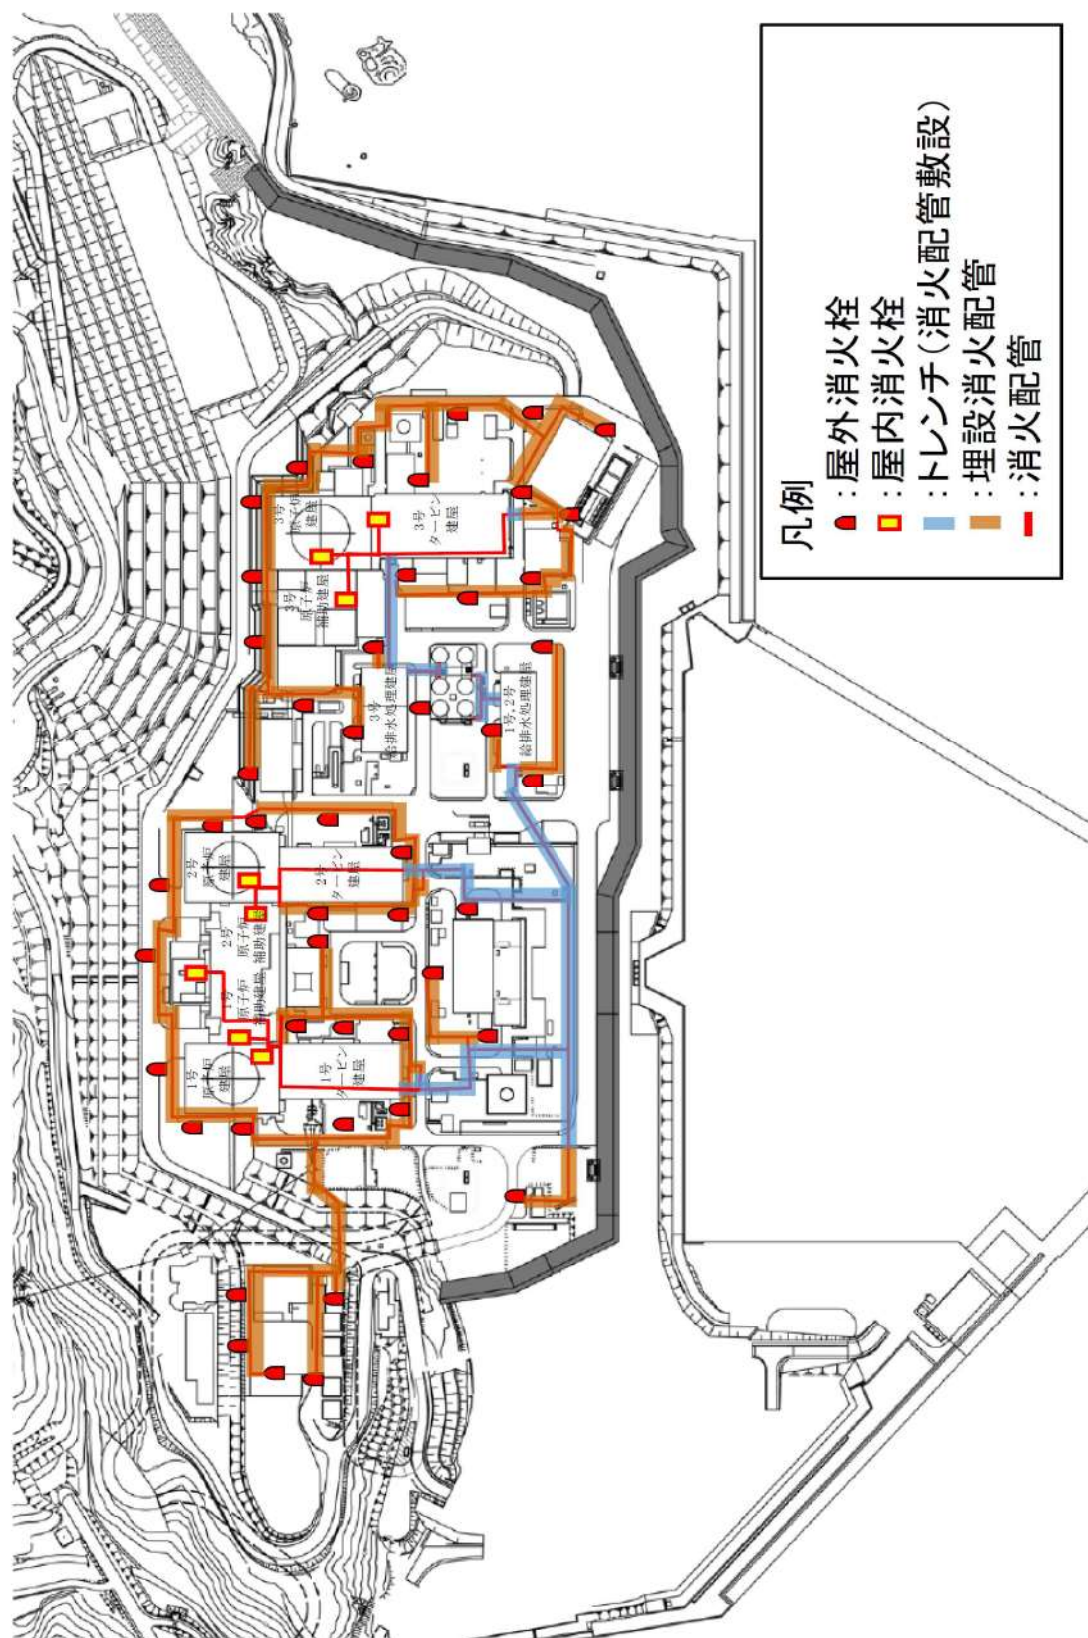 凡例
：屋外消火栓
：屋内消火栓
：トレンチ（消火配管敷設）
：埋設消火配管
：消火配管
1号
原子炉
建屋
1号
タービン
建屋
1号
原子炉
補助建屋
2号
原子炉
補助建屋
2号
原子炉
建屋
2号
タービン
建屋
3号
給排水処理建屋
1号,2号
給排水処理建屋
3号
原子炉
補助建屋
3号
原子炉
建屋
3号
タービン
建屋